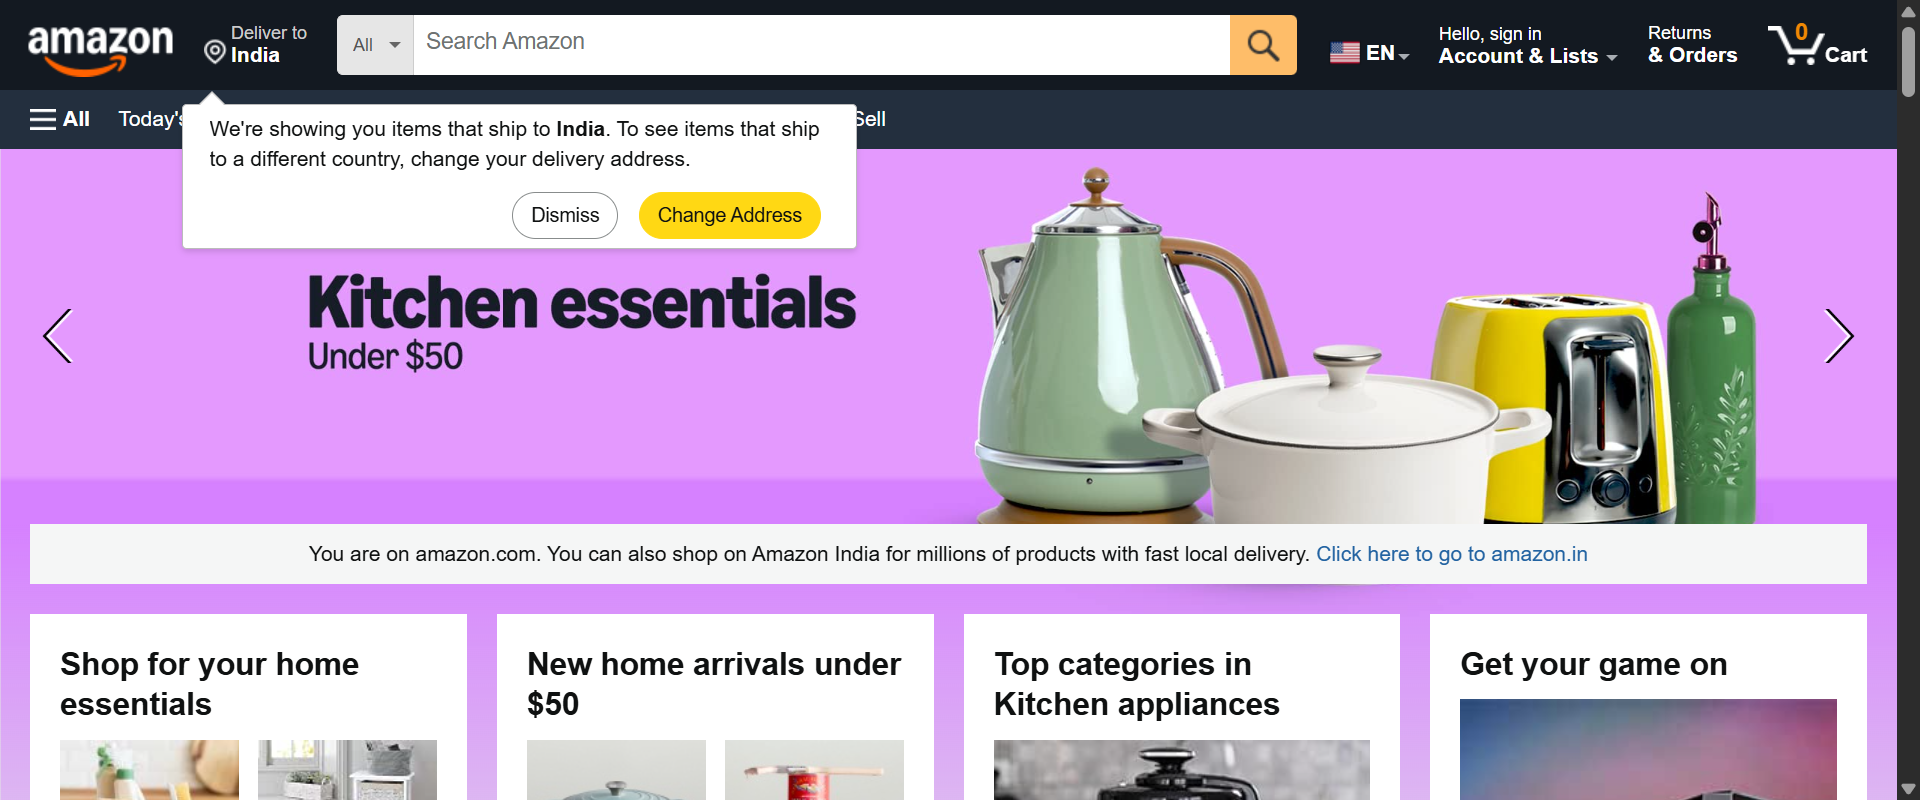 amazon
Deliver to
India
All
Search Amazon
EN
Hello, sign in
Account & Lists
Returns
& Orders
0
Cart
All
Today's
Sell
We're showing you items that ship to India. To see items that ship
to a different country, change your delivery address.
Dismiss
Change Address
Kitchen essentials
Under $50
You are on amazon.com. You can also shop on Amazon India for millions of products with fast local delivery. Click here to go to amazon.in
Shop for your home
essentials
New home arrivals under
$50
Top categories in
Kitchen appliances
Get your game on